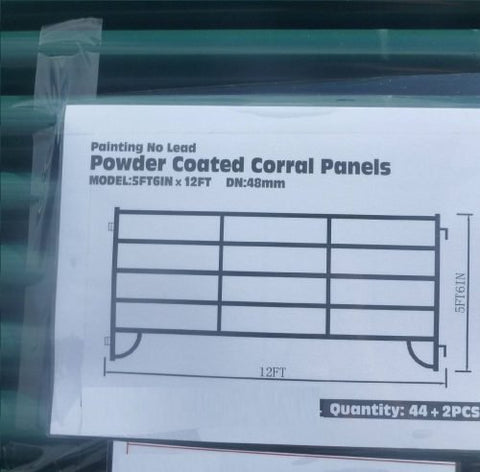 Painting No Lead
Powder Coated Corral Panels
MODEL:5FT6IN x 12FT DN:48mm
5FT6IN
12FT
Quantity: 44 + 2PCS